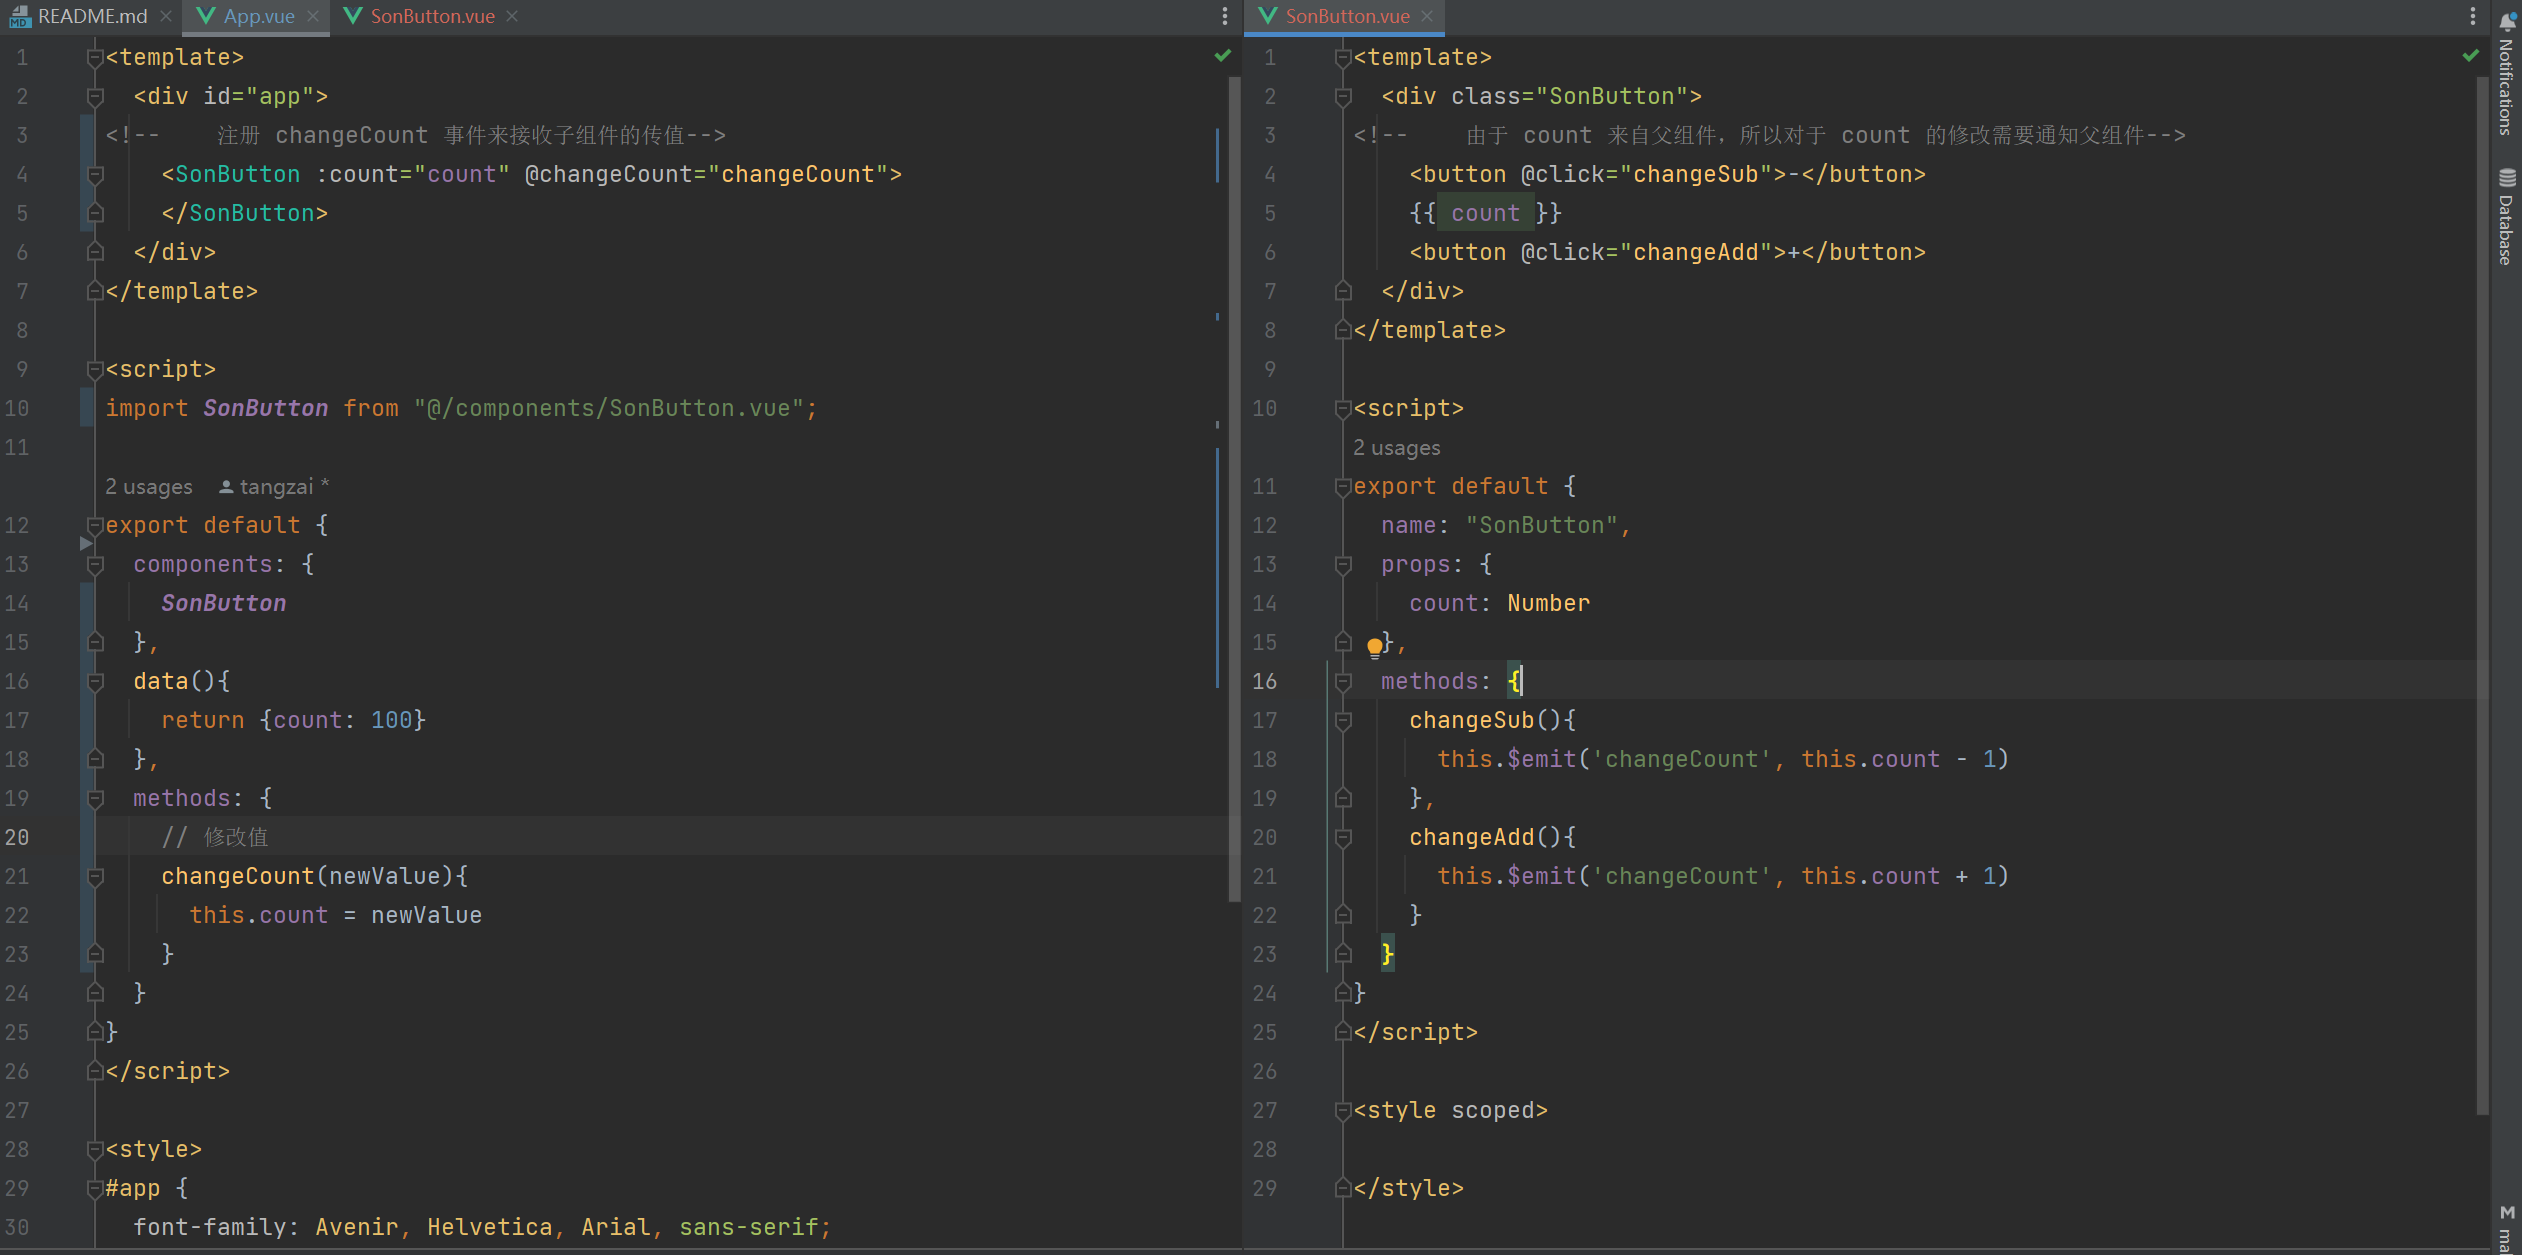 README.md
App.vue
SonButton.vue
1 <template>
2 <div id="app">
3 <!-- 注册 changeCount 事件来接收子组件的传值-->
4 <SonButton :count="count" @changeCount="changeCount">
5 </SonButton>
6 </div>
7 </template>
8
9 <script>
10 import SonButton from "@/components/SonButton.vue";
11
2 usages tangzai *
12 export default {
13 components: {
14 SonButton
15 },
16 data(){
17 return {count: 100}
18 },
19 methods: {
20 // 修改值
21 changeCount(newValue){
22 this.count = newValue
23 }
24 }
25 }
26 </script>
27
28 <style>
29 #app {
30 font-family: Avenir, Helvetica, Arial, sans-serif;
SonButton.vue
1 <template>
2 <div class="SonButton">
3 <!-- 由于 count 来自父组件，所以对于 count 的修改需要通知父组件-->
4 <button @click="changeSub">-</button>
5 {{ count }}
6 <button @click="changeAdd">+</button>
7 </div>
8 </template>
9
10 <script>
2 usages
11 export default {
12 name: "SonButton",
13 props: {
14 count: Number
15 },
16 methods: {
17 changeSub(){
18 this.$emit('changeCount', this.count - 1)
19 },
20 changeAdd(){
21 this.$emit('changeCount', this.count + 1)
22 }
23 }
24 }
25 </script>
26
27 <style scoped>
28
29 </style>
Notifications
Database
M